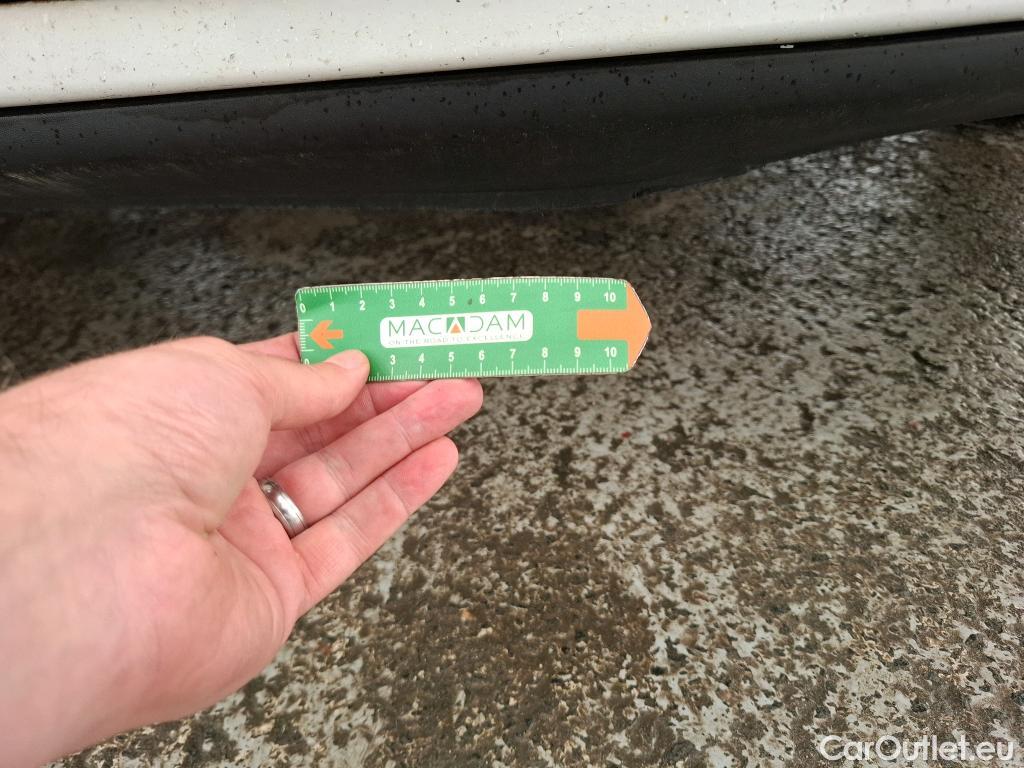 0 1 2 3 4 5 6 7 8 9 10
MACADAM
ON THE ROAD TO EXCELLENCE
0 3 4 5 6 7 8 9 10
CarOutlet.eu